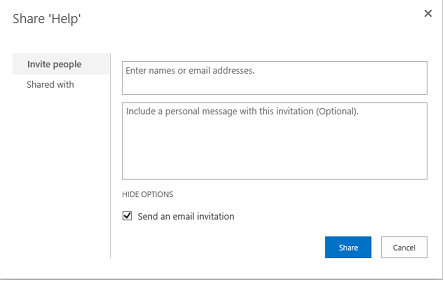 Share 'Help'
Invite people
Shared with
Enter names or email addresses.
Include a personal message with this invitation (Optional).
HIDE OPTIONS
Send an email invitation
Share
Cancel